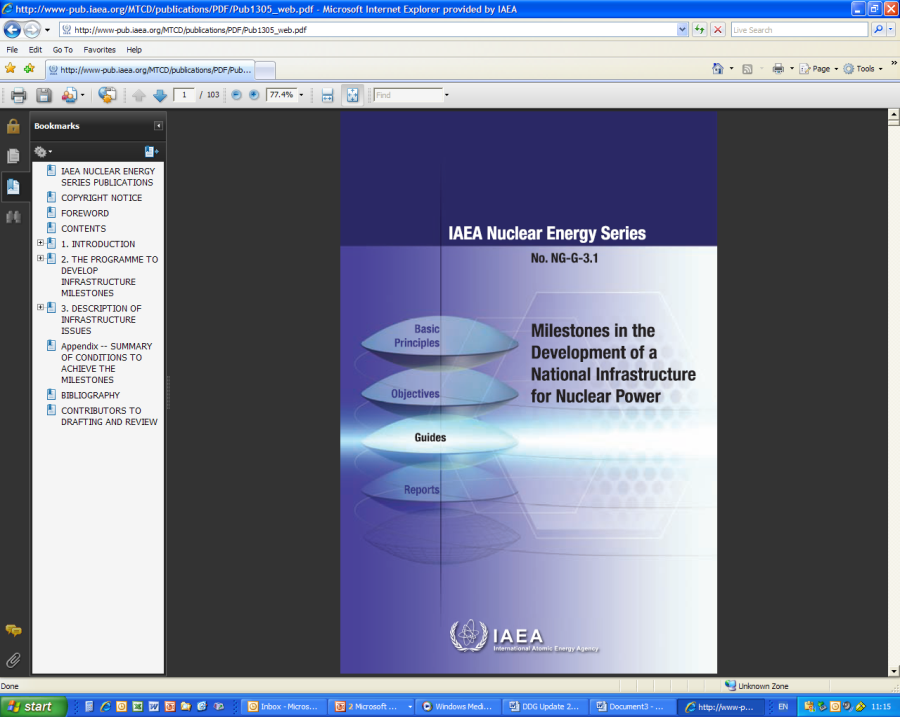 http://www-pub.iaea.org/MTCD/publications/PDF/Pub1305_web.pdf - Microsoft Internet Explorer provided by IAEA
http://www-pub.iaea.org/MTCD/publications/PDF/Pub1305_web.pdf
Live Search
File Edit Go To Favorites Help
http://www-pub.iaea.org/MTCD/publications/PDF/Pub...
Page Tools
1 / 103 77.4% Find
Bookmarks
IAEA NUCLEAR ENERGY
SERIES PUBLICATIONS
COPYRIGHT NOTICE
FOREWORD
CONTENTS
1. INTRODUCTION
2. THE PROGRAMME TO
DEVELOP
INFRASTRUCTURE
MILESTONES
3. DESCRIPTION OF
INFRASTRUCTURE
ISSUES
Appendix -- SUMMARY
OF CONDITIONS TO
ACHIEVE THE
MILESTONES
BIBLIOGRAPHY
CONTRIBUTORS TO
DRAFTING AND REVIEW
IAEA Nuclear Energy Series
No. NG-G-3.1
Basic
Principles
Objectives
Guides
Reports
Milestones in the
Development of a
National Infrastructure
for Nuclear Power
IAEA
International Atomic Energy Agency
Done
Unknown Zone
start
Inbox - Micros...
2 Microsoft ...
Windows Medi...
DDG Update 2...
Document3 - ...
http://www-p...
EN
11:15